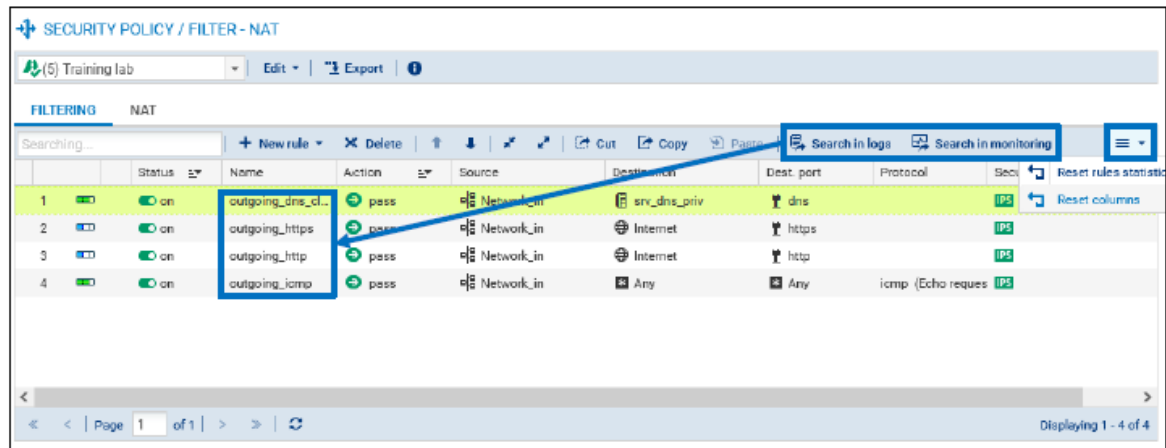 SECURITY POLICY / FILTER - NAT
(5) Training lab Edit Export
FILTERING NAT
Searching... New rule Delete Cut Copy Paste Search in logs Search in monitoring
Status Name Action Source Destination Dest. port Protocol Reset rules statistic
1 on outgoing_dns_cl... pass Network_in srv_dns_priv dns IPS Reset columns
2 on outgoing_https pass Network_in Internet https IPS
3 on outgoing_http pass Network_in Internet http IPS
4 on outgoing_icmp pass Network_in Any Any icmp (Echo reques IPS
Page 1 of 1 Displaying 1 - 4 of 4